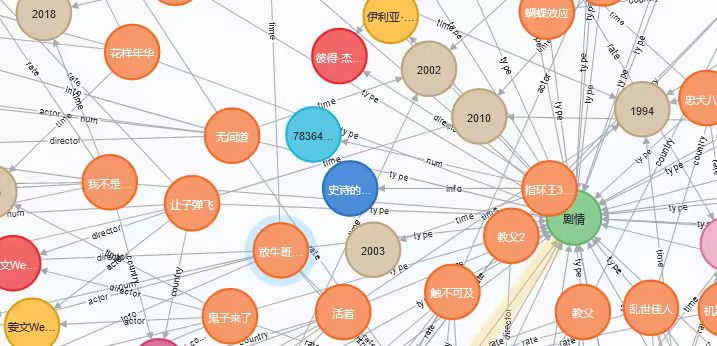 2018
伊利亚·...
蝴蝶效应
花样年华
彼得·杰...
2002
time
type
rate
忠犬八
1994
2010
actor
num
director
无间道
78364...
time
type
num
我不是...
让子弹飞
史诗的...
info
指环王3...
剧情
country
type
time
文We...
放牛班...
2003
教父2
director
actor
country
姜文We...
鬼子来了
活着
触不可及
教父
乱世佳人
机
rate
time
type
director